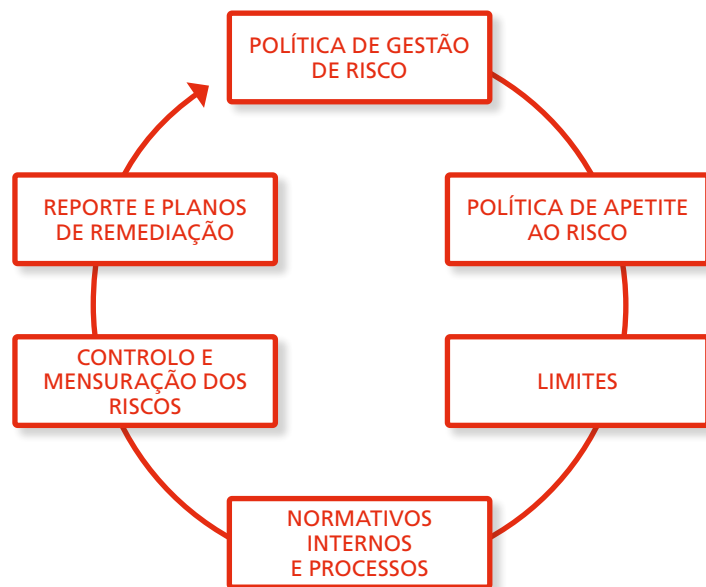 POLÍTICA DE GESTÃO
DE RISCO
POLÍTICA DE APETITE
AO RISCO
LIMITES
NORMATIVOS
INTERNOS
E PROCESSOS
CONTROLO E
MENSURAÇÃO DOS
RISCOS
REPORTE E PLANOS
DE REMEDIAÇÃO